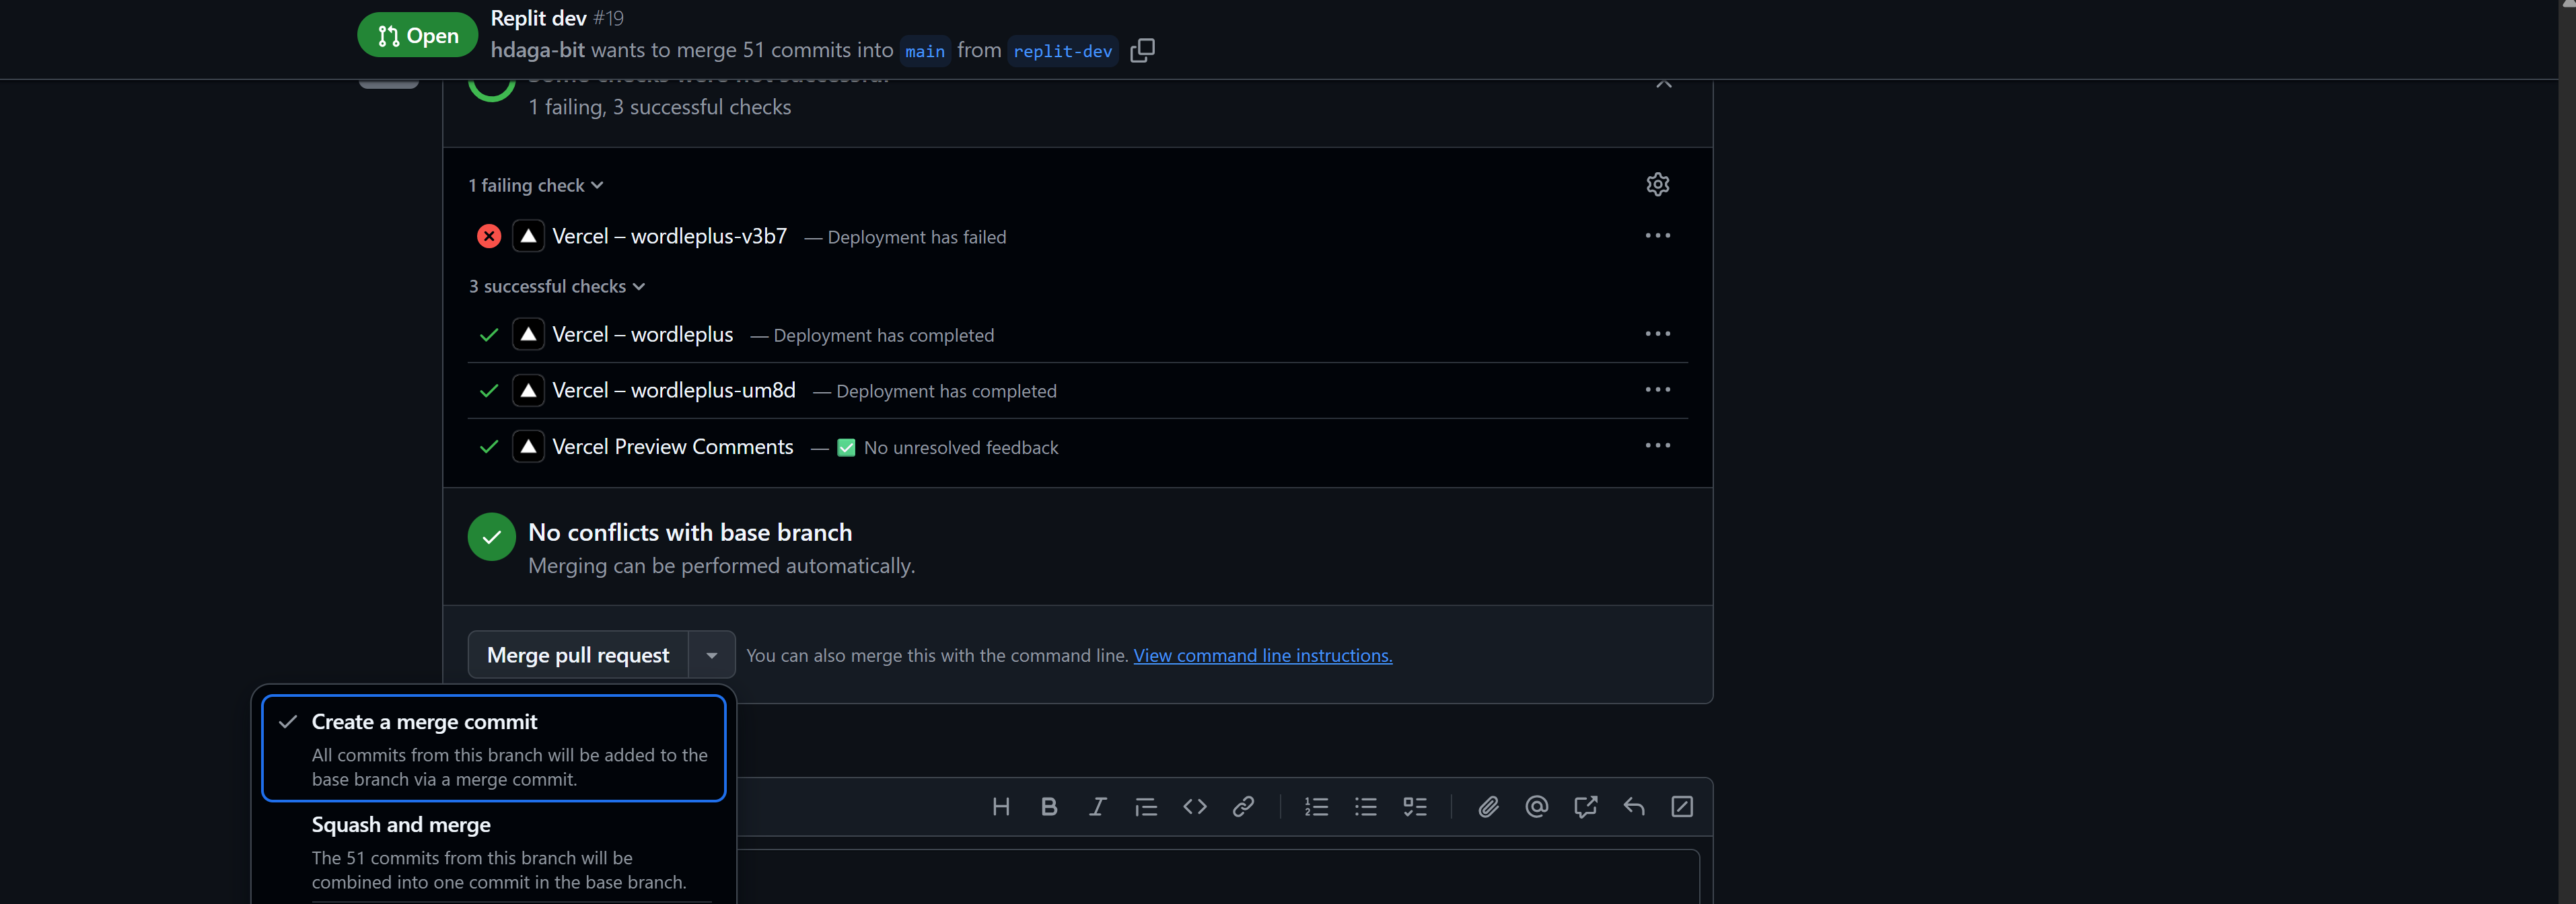 Open
Replit dev #19
hdaga-bit wants to merge 51 commits into main from replit-dev
1 failing, 3 successful checks
1 failing check
Vercel – wordleplus-v3b7 — Deployment has failed
3 successful checks
Vercel – wordleplus — Deployment has completed
Vercel – wordleplus-um8d — Deployment has completed
Vercel Preview Comments — ✅ No unresolved feedback
No conflicts with base branch
Merging can be performed automatically.
Merge pull request
You can also merge this with the command line. View command line instructions.
Create a merge commit
All commits from this branch will be added to the
base branch via a merge commit.
Squash and merge
The 51 commits from this branch will be
combined into one commit in the base branch.